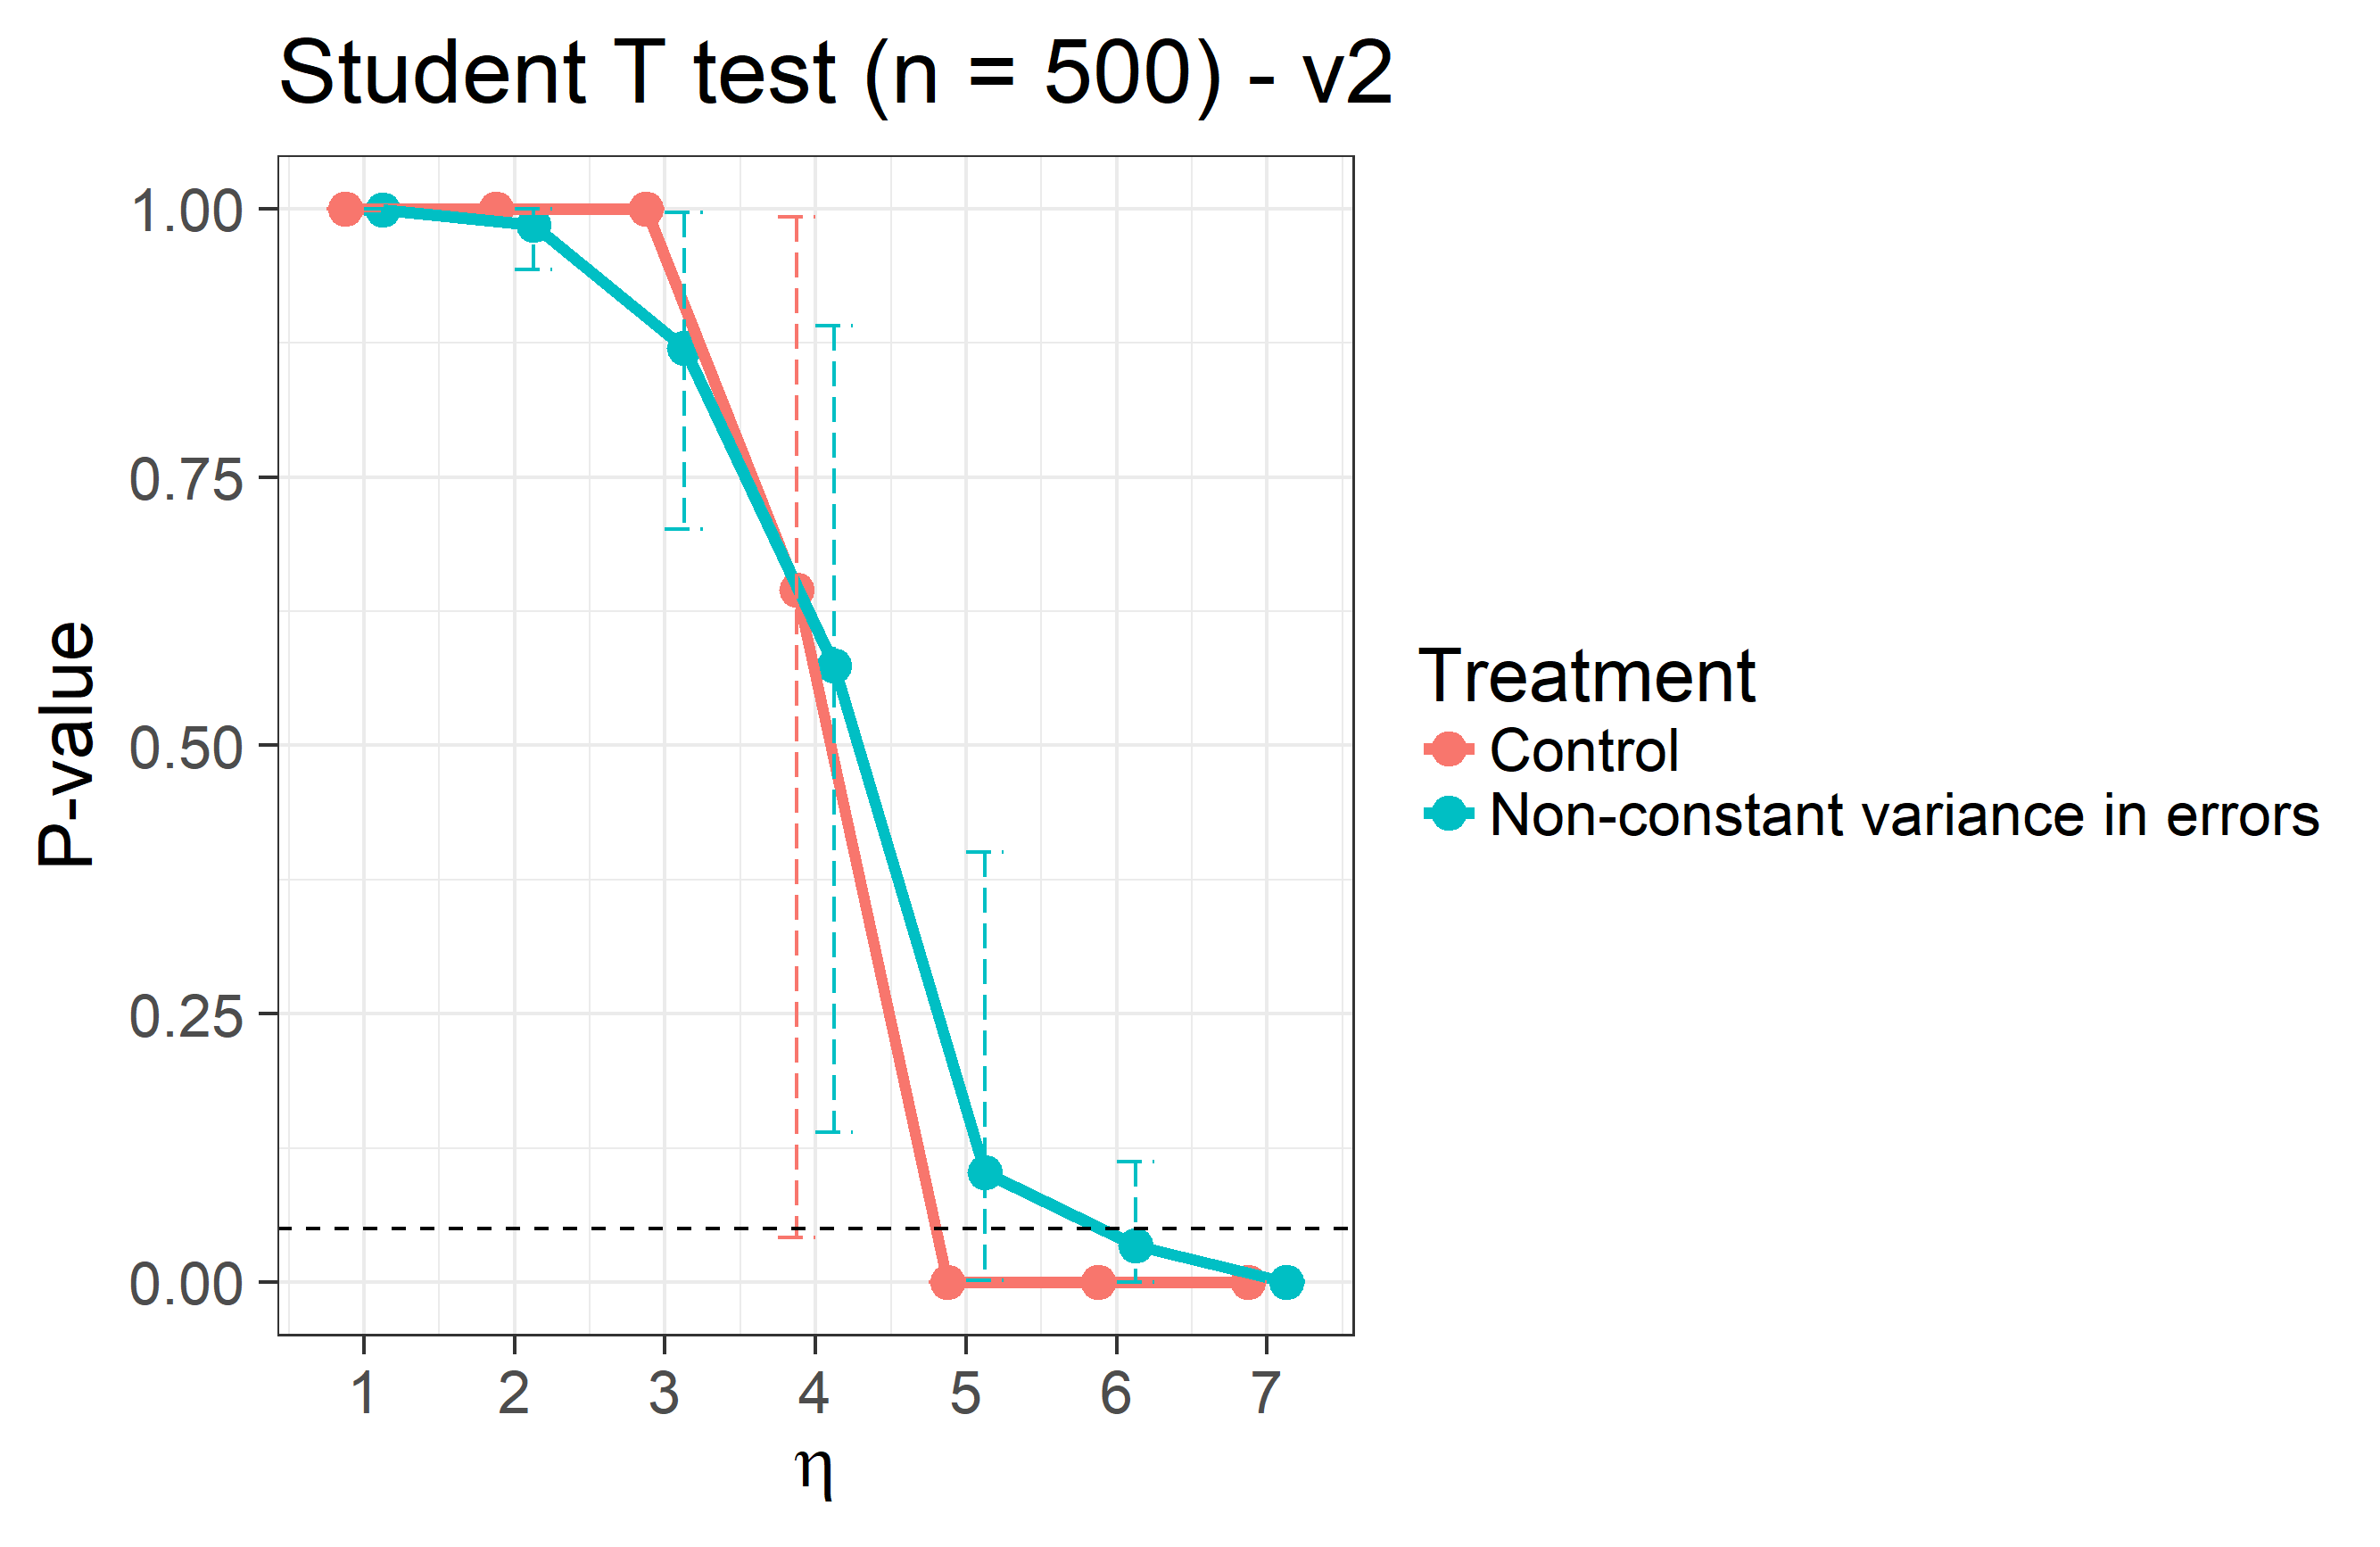 Student T test (n = 500) - v2
1.00
0.75
0.50
0.25
0.00
P-value
1 2 3 4 5 6 7
η
Treatment
Control
Non-constant variance in errors